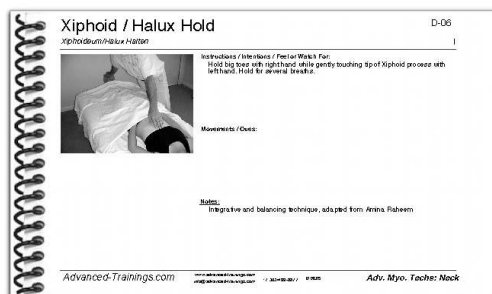 Xiphoid / Halux Hold
D-06
Xiphoideum/Halux Halten
I
Instructions / Intentions / Feel or Watch For:
Hold big toes with right hand while gently touching tip of Xiphoid process with
left hand. Hold for several breaths.
Movements / Cues:
Notes:
Integrative and balancing technique, adapted from Amina Raheem
Advanced-Trainings.com
Adv. Myo. Techs: Neck